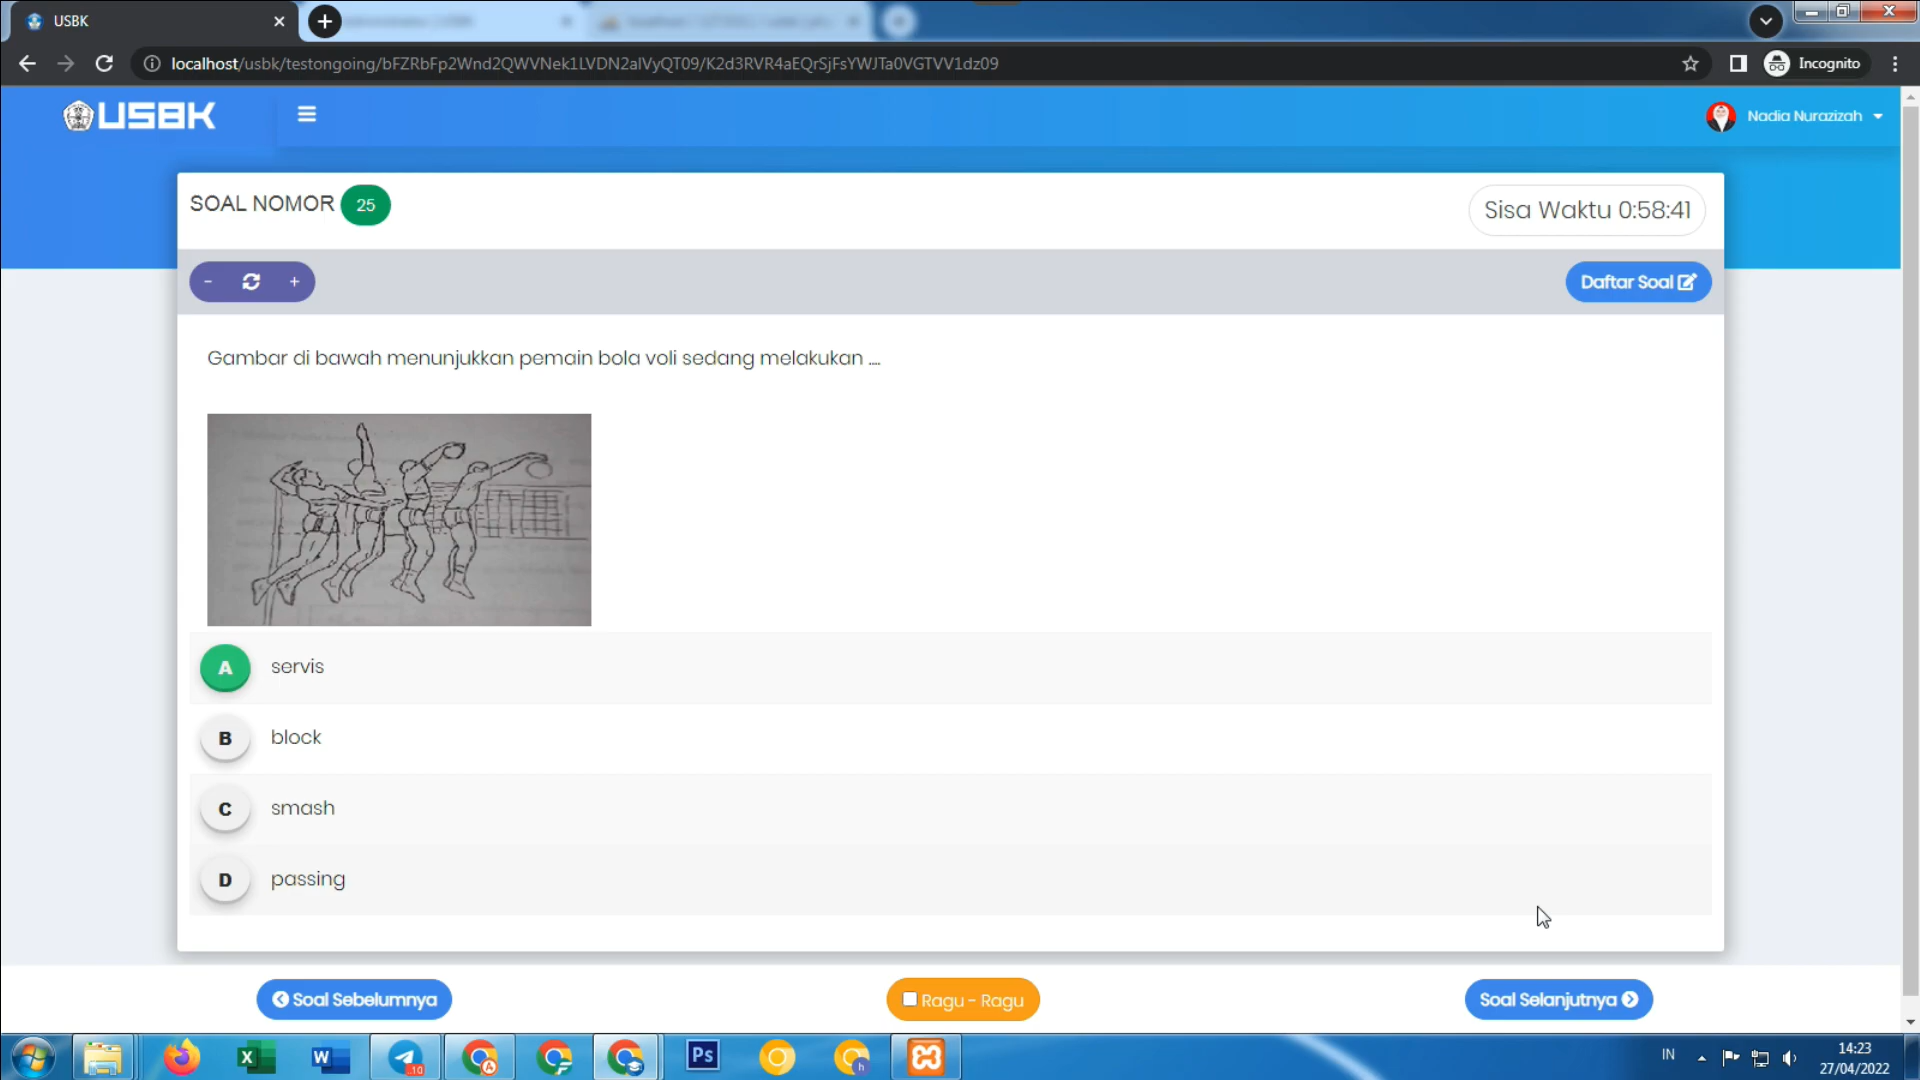 USBK
localhost/usbk/testongoing/bFZRbFp2Wnd2QWVNek1LVDN2alVyQT09/K2d3RVR4aEQrSjFsYWJTa0VGTVV1dz09
Incognito
USBK
Nadia Nurazizah
SOAL NOMOR 25
Sisa Waktu 0:58:41
- +
Daftar Soal
Gambar di bawah menunjukkan pemain bola voli sedang melakukan ....
A servis
B block
C smash
D passing
Soal Sebelumnya
Ragu - Ragu
Soal Selanjutnya
IN
14:23
27/04/2022